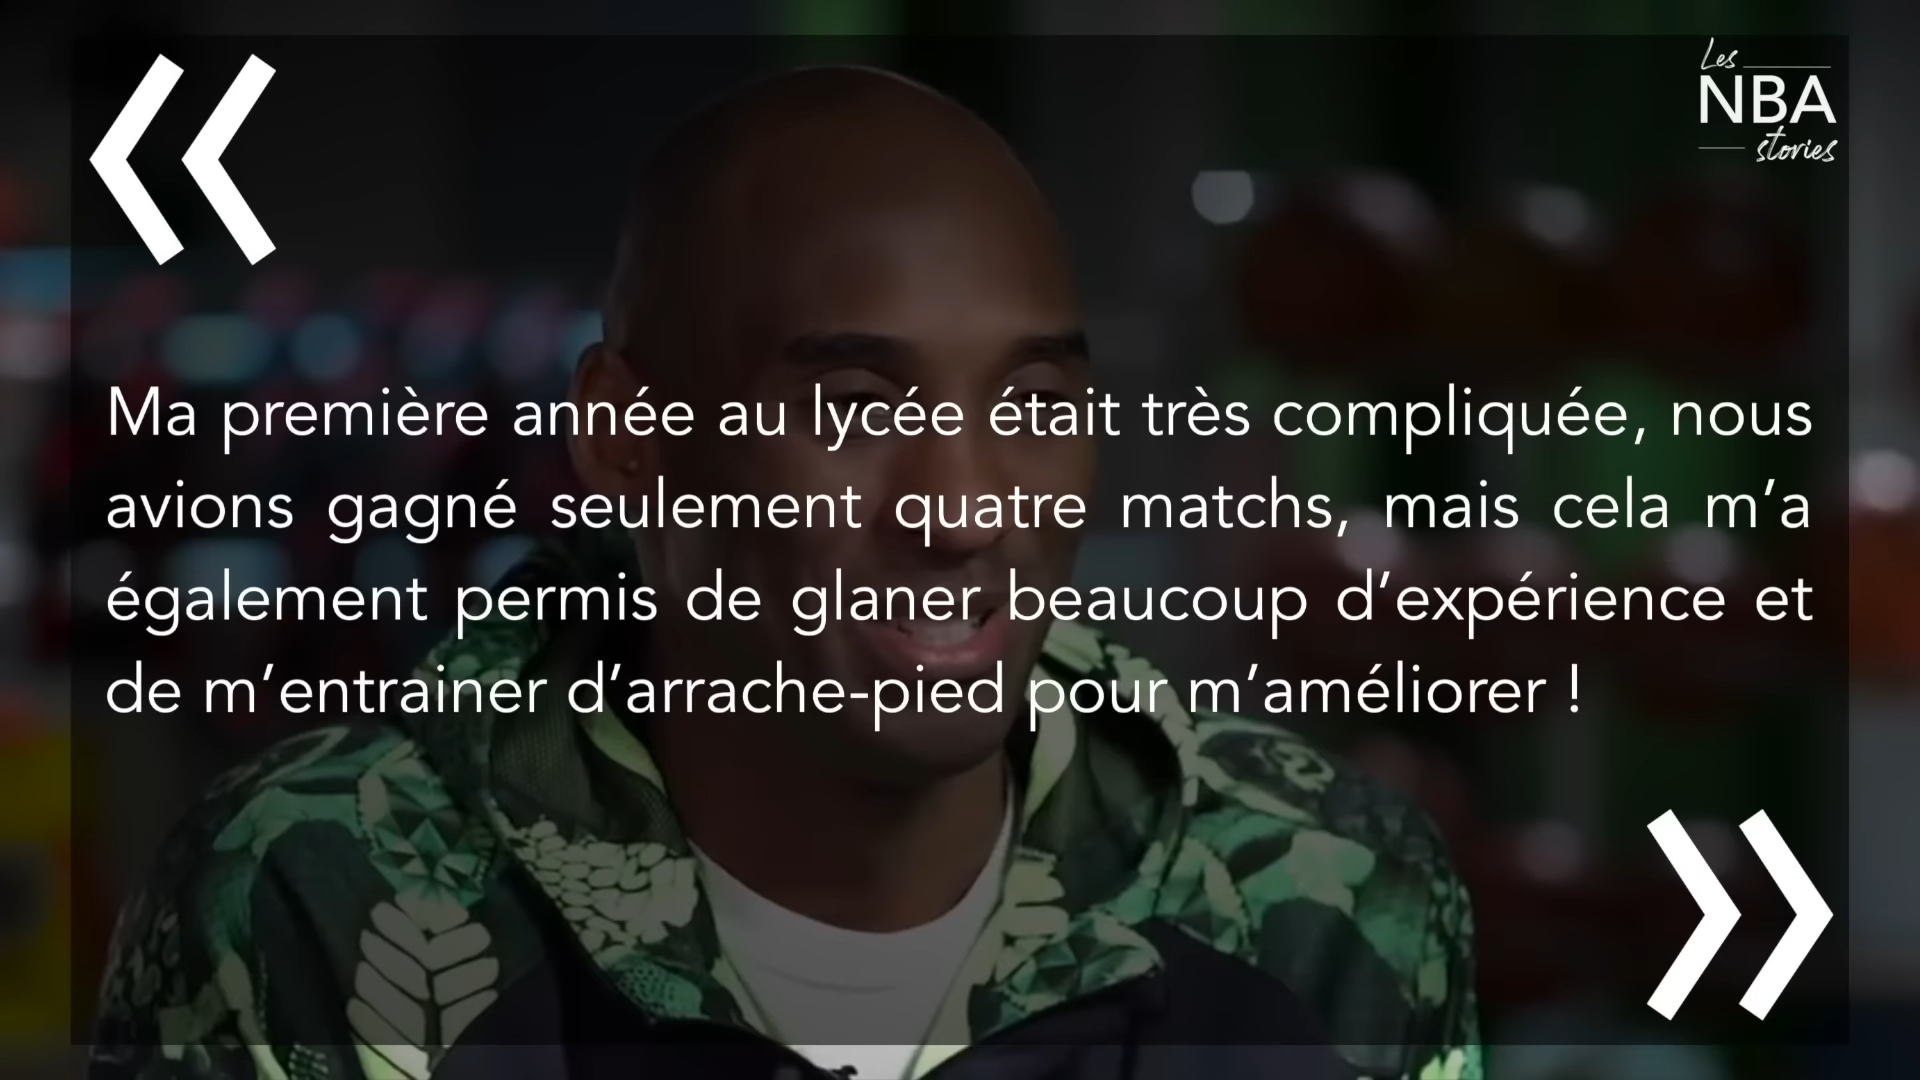 Les
NBA
stories
«
Ma première année au lycée était très compliquée, nous
avions gagné seulement quatre matchs, mais cela m’a
également permis de glaner beaucoup d’expérience et
de m’entrainer d’arrache-pied pour m’améliorer !
»